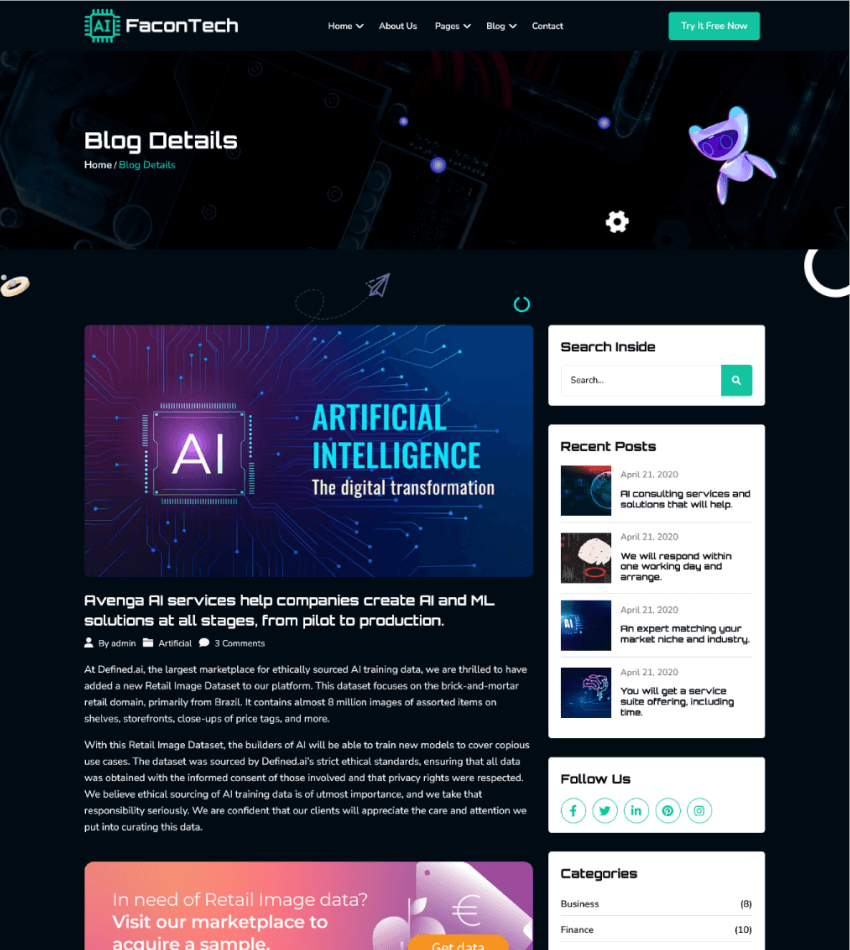 AI FaconTech
Home About Us Pages Blog Contact
Try It Free Now
Blog Details
Home / Blog Details
AI
ARTIFICIAL
INTELLIGENCE
The digital transformation
Avenga AI services help companies create AI and ML
solutions at all stages, from pilot to production.
By admin Artificial 3 Comments
At Defined.ai, the largest marketplace for ethically sourced AI training data, we are thrilled to have
added a new Retail Image Dataset to our platform. This dataset focuses on the brick-and-mortar
retail domain, primarily from Brazil. It contains almost 8 million images of assorted items on
shelves, storefronts, close-ups of price tags, and more.
With this Retail Image Dataset, the builders of AI will be able to train new models to cover copious
use cases. The dataset was sourced by Defined.ai's strict ethical standards, ensuring that all data
was obtained with the informed consent of those involved and that privacy rights were respected.
We believe ethical sourcing of AI training data is of utmost importance, and we take that
responsibility seriously. We are confident that our clients will appreciate the care and attention we
put into curating this data.
In need of Retail Image data?
Visit our marketplace to
acquire a sample.
€
Get data
Search Inside
Search...
Recent Posts
April 21, 2020
AI consulting services and
solutions that will help.
April 21, 2020
We will respond within
one working day and
arrange.
AI
April 21, 2020
An expert matching your
market niche and industry.
April 21, 2020
You will get a service
suite offering, including
time.
Follow Us
Categories
Business (8)
Finance (10)